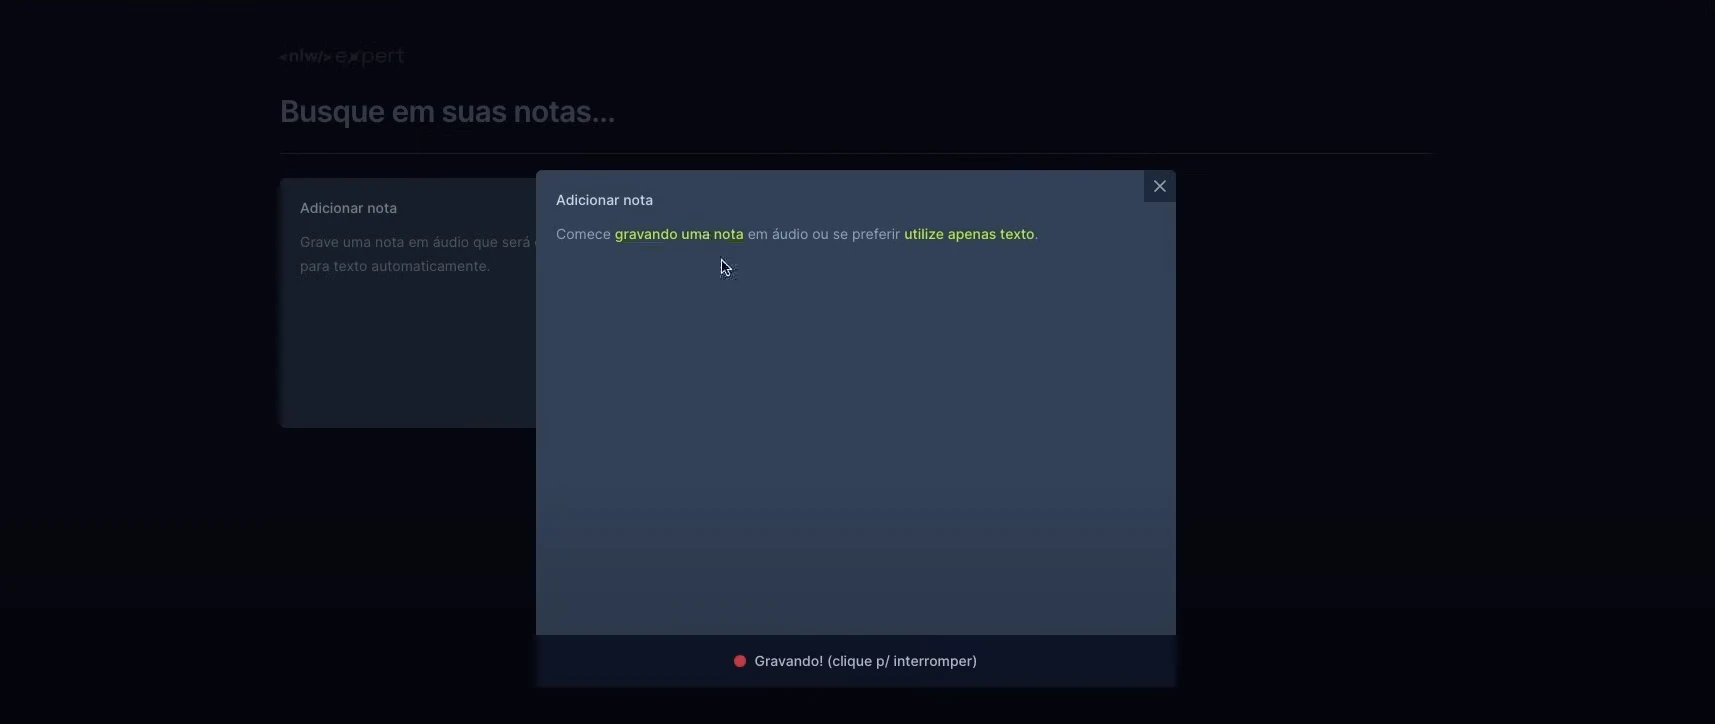 <nlw/> expert
Busque em suas notas...
Adicionar nota
Grave uma nota em áudio que será
para texto automaticamente.
Adicionar nota
Comece gravando uma nota em áudio ou se preferir utilize apenas texto.
Gravando! (clique p/ interromper)